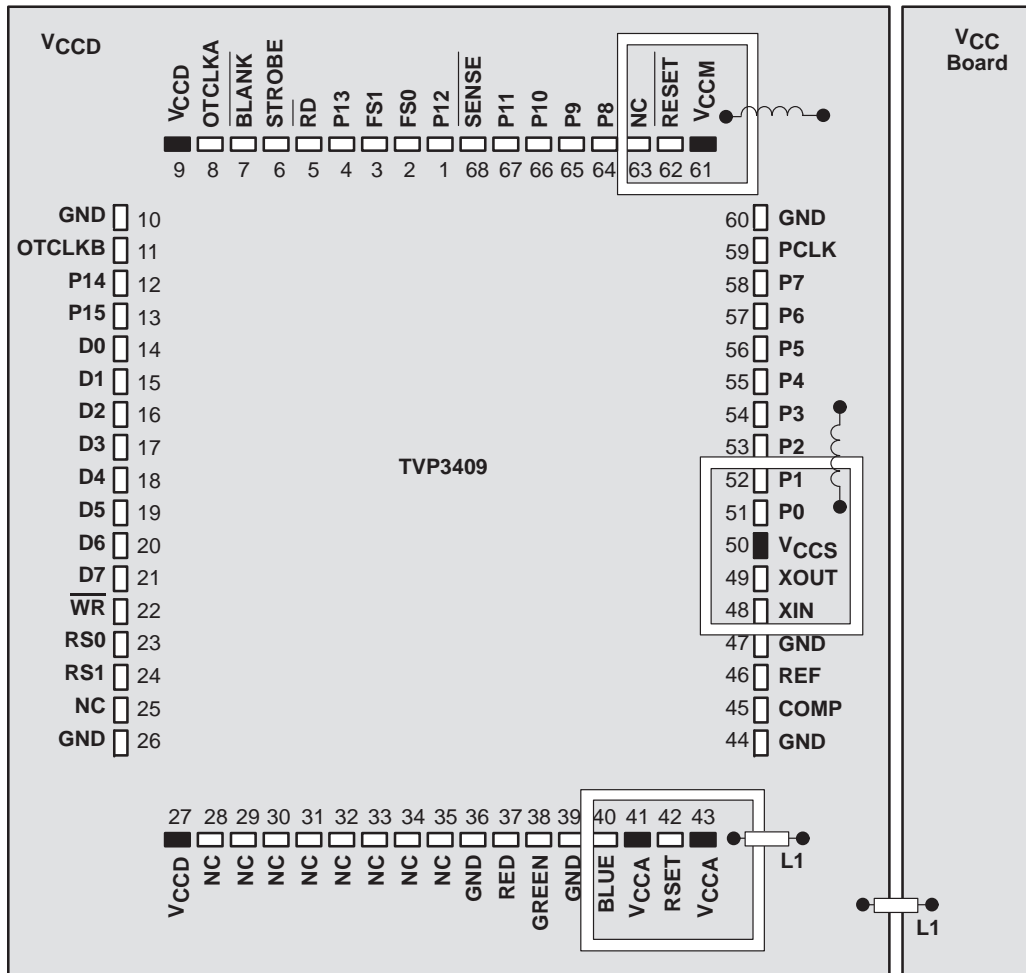 VCCD
VCC
Board
VCCD OTCLKA BLANK STROBE RD P13 FS1 FS0 P12 SENSE P11 P10 P9 P8 NC RESET VCCM
9 8 7 6 5 4 3 2 1 68 67 66 65 64 63 62 61
GND 10
OTCLKB 11
P14 12
P15 13
D0 14
D1 15
D2 16
D3 17
D4 18
D5 19
D6 20
D7 21
WR 22
RS0 23
RS1 24
NC 25
GND 26
TVP3409
60 GND
59 PCLK
58 P7
57 P6
56 P5
55 P4
54 P3
53 P2
52 P1
51 P0
50 VCCS
49 XOUT
48 XIN
47 GND
46 REF
45 COMP
44 GND
27 28 29 30 31 32 33 34 35 36 37 38 39 40 41 42 43
VCCD NC NC NC NC NC NC NC NC GND RED GREEN GND BLUE VCCA RSET VCCA
L1
L1